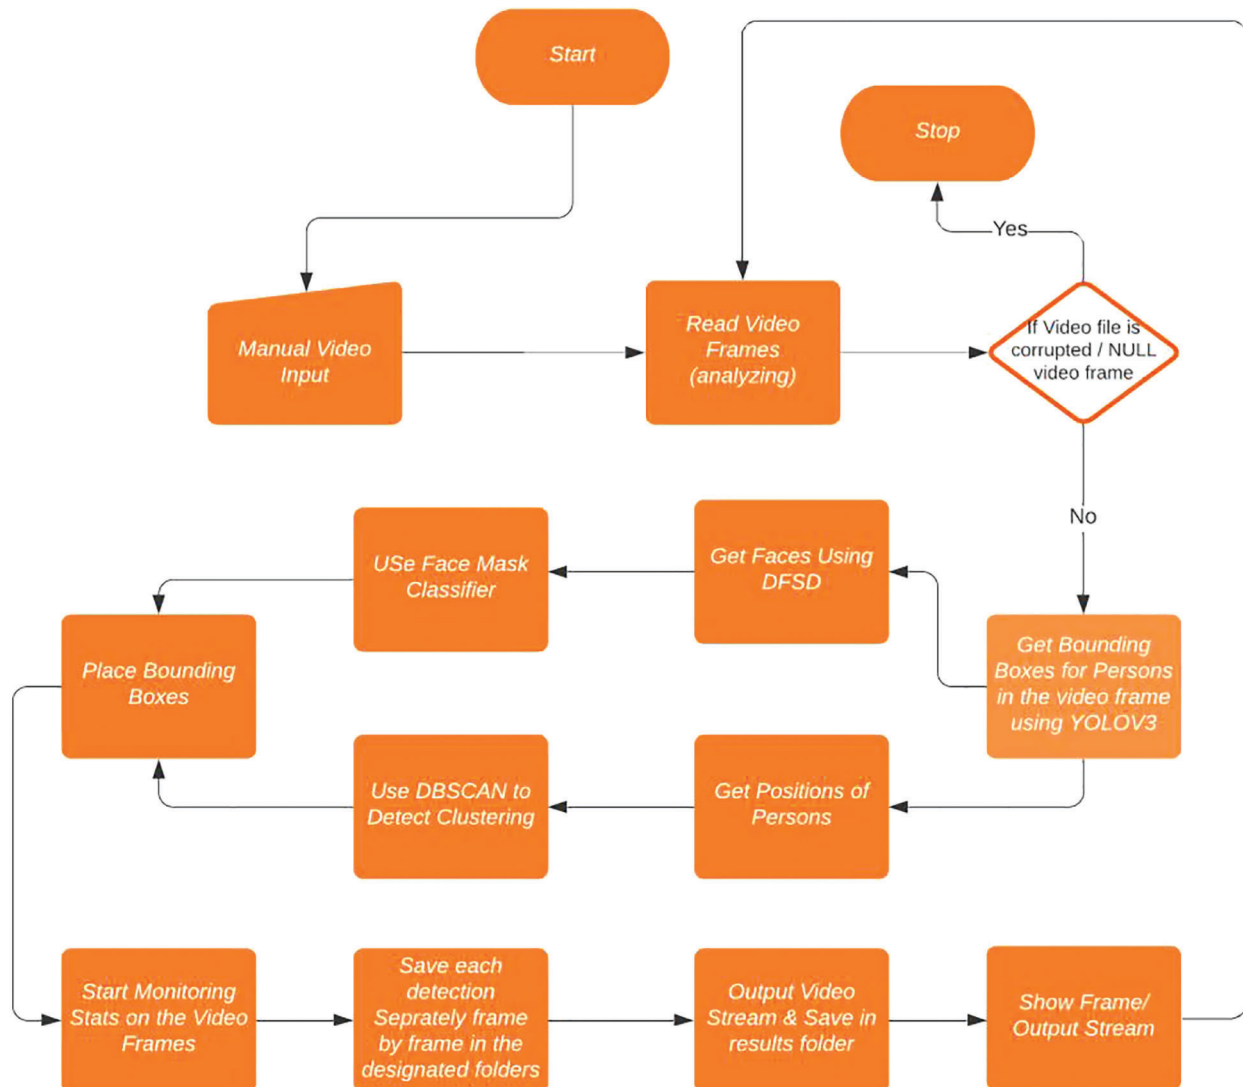 Start
Stop
Yes
Manual Video
Input
Read Video
Frames
(analyzing)
If Video file is
corrupted / NULL
video frame
No
USe Face Mask
Classifier
Get Faces Using
DFSD
Place Bounding
Boxes
Get Bounding
Boxes for Persons
in the video frame
using YOLOV3
Use DBSCAN to
Detect Clustering
Get Positions of
Persons
Start Monitoring
Stats on the Video
Frames
Save each
detection
Seprately frame
by frame in the
designated folders
Output Video
Stream & Save in
results folder
Show Frame/
Output Stream